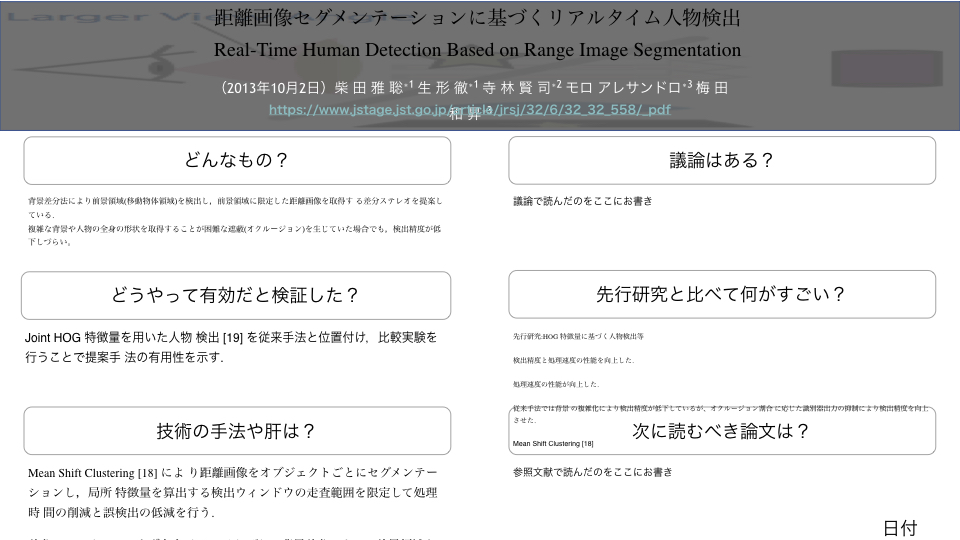 距離画像セグメンテーションに基づくリアルタイム人物検出
Real-Time Human Detection Based on Range Image Segmentation
（2013年10月2日）柴 田 雅 聡*1 生 形 徹*1 寺 林 賢 司*2 モロ アレサンドロ*3 梅 田
和 昇*3
https://www.jstage.jst.go.jp/article/jrsj/32/6/32_32_558/_pdf
どんなもの？
背景差分法により前景領域(移動物体領域)を検出し，前景領域に限定した距離画像を取得す る差分ステレオを提案し
ている．
複雑な背景や人物の全身の形状を取得することが困難な遮蔽(オクルージョン)を生じていた場合でも，検出精度が低
下しづらい。
どうやって有効だと検証した？
Joint HOG 特徴量を用いた人物 検出 [19] を従来手法と位置付け，比較実験を
行うことで提案手 法の有用性を示す．
技術の手法や肝は？
Mean Shift Clustering [18] によ り距離画像をオブジェクトごとにセグメンテー
ションし，局所 特徴量を算出する検出ウィンドウの走査範囲を限定して処理
時 間の削減と誤検出の低減を行う．
議論はある？
議論で読んだのをここにお書き
先行研究と比べて何がすごい？
先行研究:HOG 特徴量に基づく人物検出等
検出精度と処理速度の性能を向上した．
処理速度の性能が向上した．
従来手法では背景 の複雑化により検出精度が低下しているが，オクルージョン割合 に応じた識別器出力の抑制により検出精度を向上
させた．
Mean Shift Clustering [18]
次に読むべき論文は？
参照文献で読んだのをここにお書き
日付